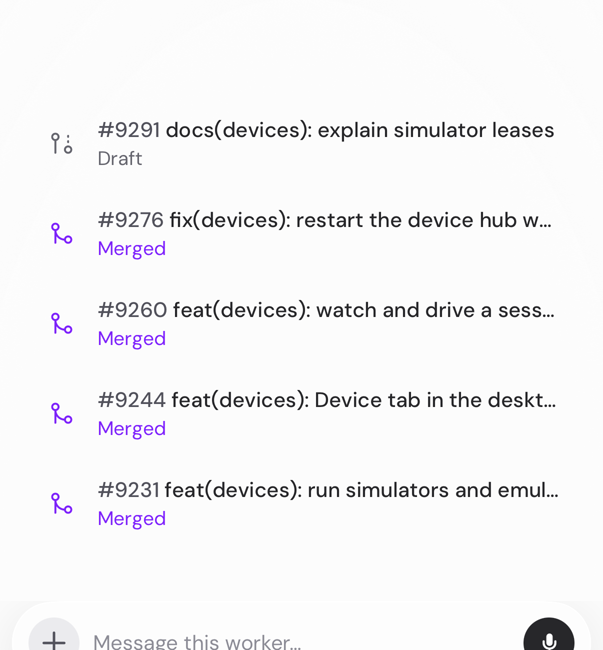 #9291 docs(devices): explain simulator leases
Draft
#9276 fix(devices): restart the device hub w...
Merged
#9260 feat(devices): watch and drive a sess...
Merged
#9244 feat(devices): Device tab in the deskt...
Merged
#9231 feat(devices): run simulators and emul...
Merged
Message this worker...